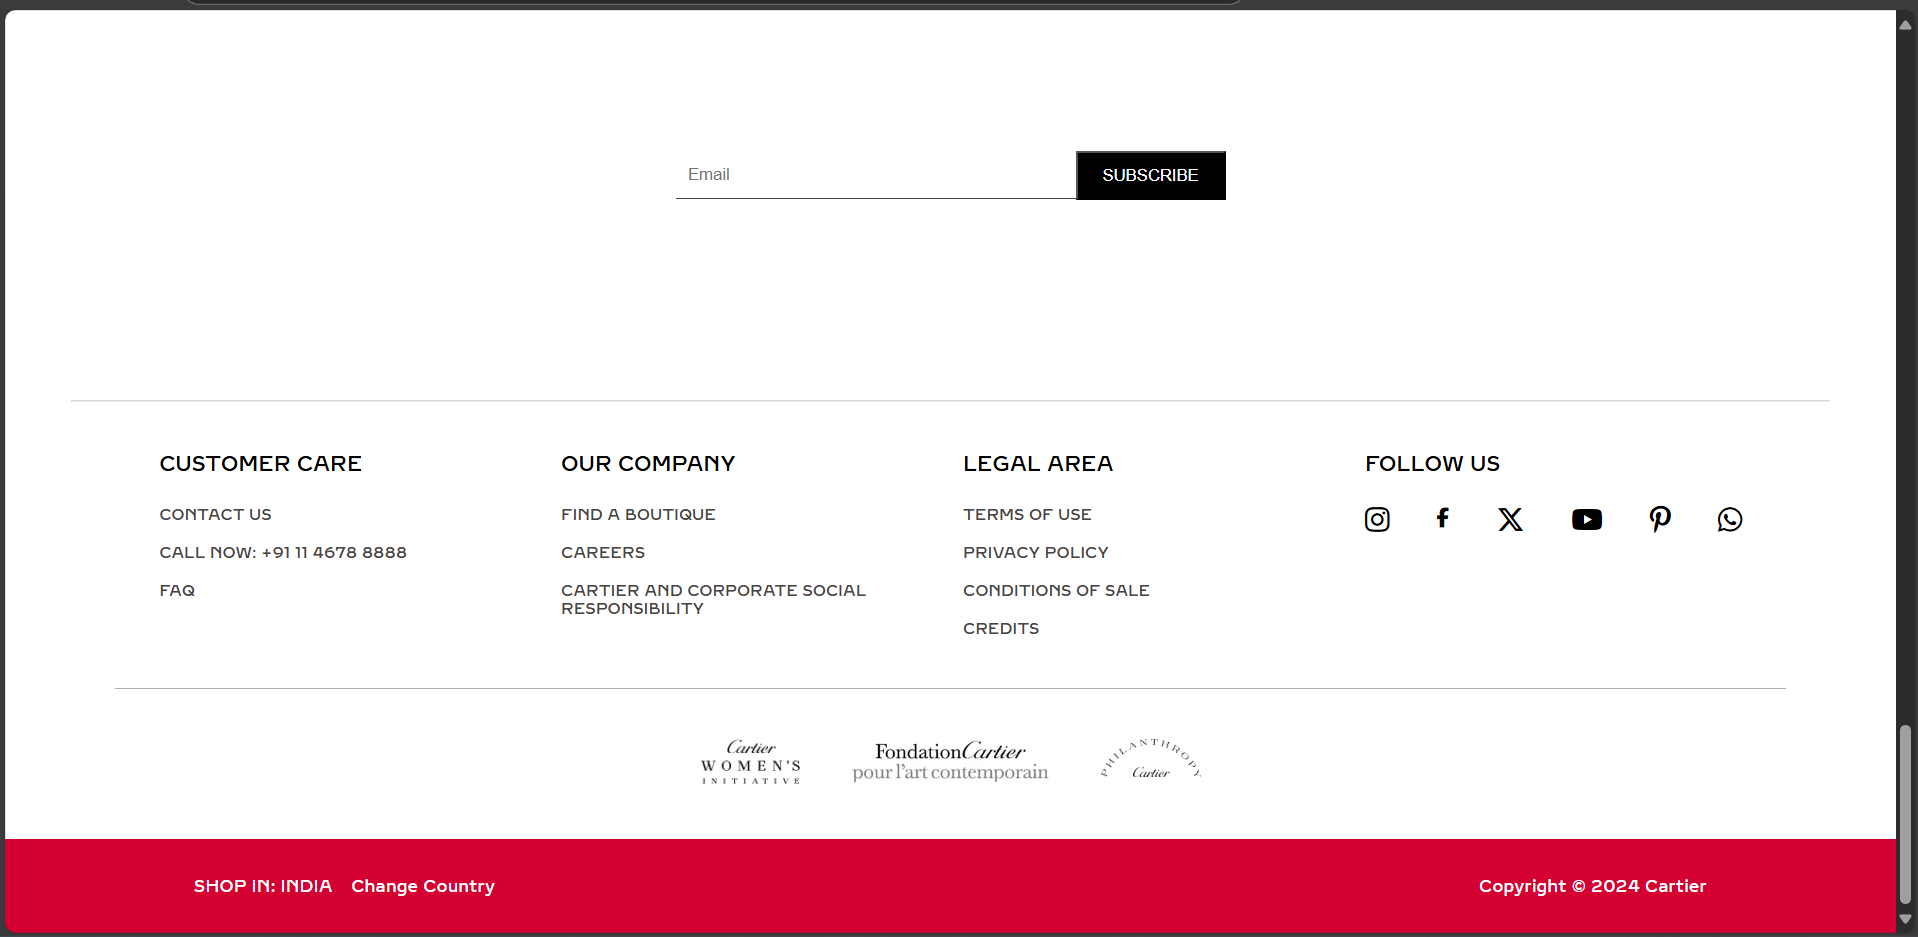 Email
SUBSCRIBE
CUSTOMER CARE
CONTACT US
CALL NOW: +91 11 4678 8888
FAQ
OUR COMPANY
FIND A BOUTIQUE
CAREERS
CARTIER AND CORPORATE SOCIAL
RESPONSIBILITY
LEGAL AREA
TERMS OF USE
PRIVACY POLICY
CONDITIONS OF SALE
CREDITS
FOLLOW US
Cartier
WOMEN'S
INITIATIVE
FondationCartier
pour l'art contemporain
PHILANTHROPY
Cartier
SHOP IN: INDIA Change Country
Copyright © 2024 Cartier